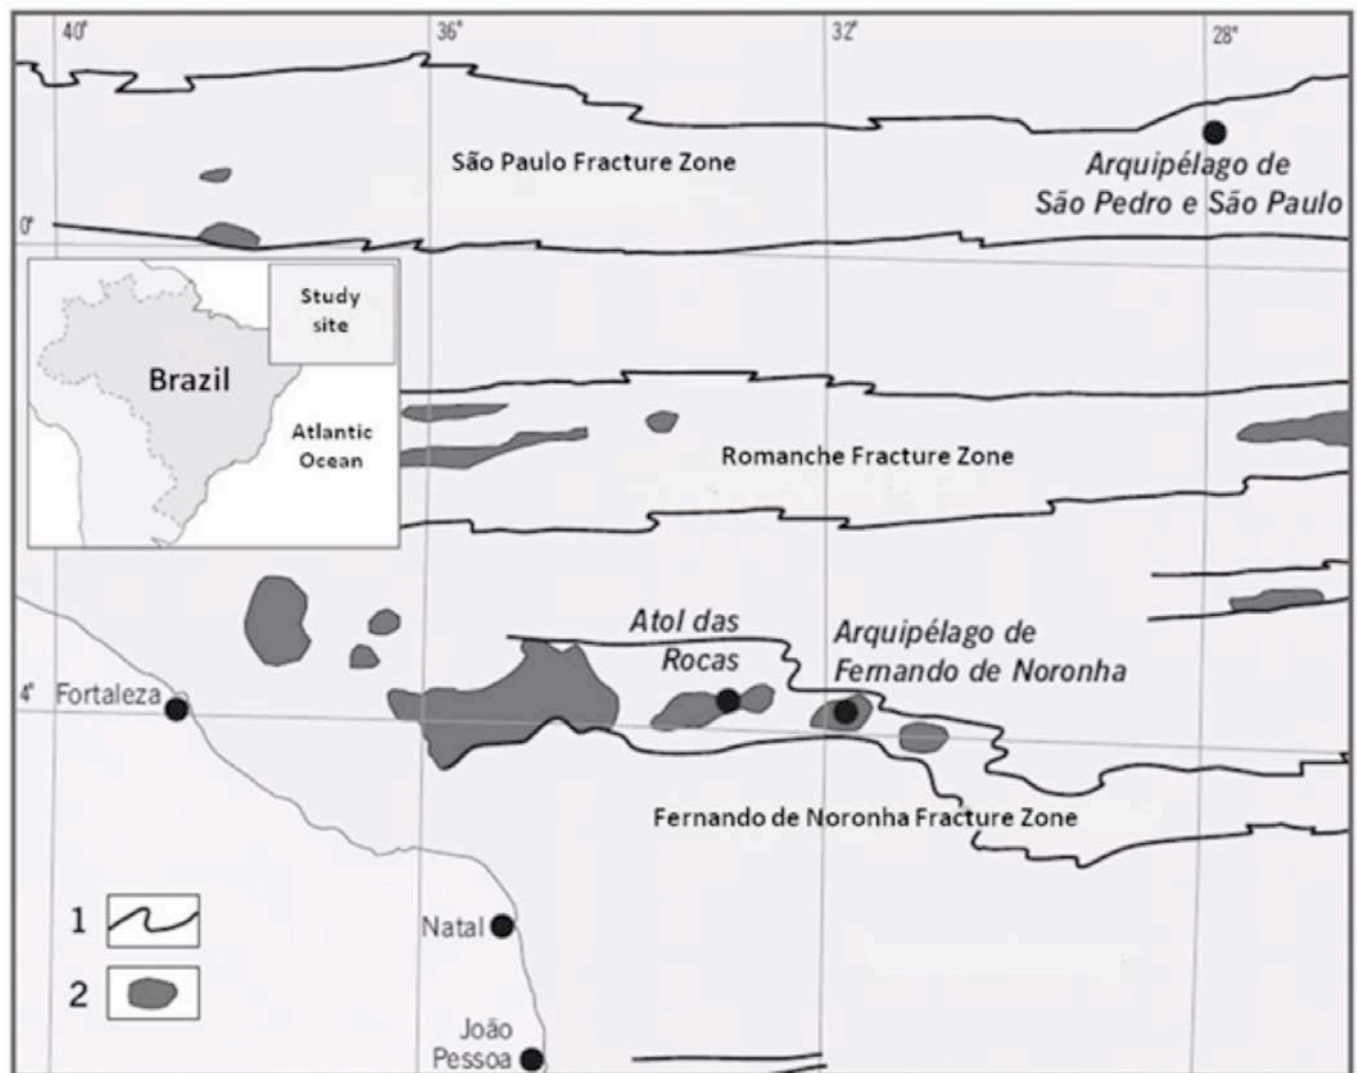 40°
36°
32°
28°
São Paulo Fracture Zone
Arquipélago de
São Pedro e São Paulo
0°
Study
site
Brazil
Atlantic
Ocean
Romanche Fracture Zone
Atol das
Rocas
Arquipélago de
Fernando de Noronha
4°
Fortaleza
Fernando de Noronha Fracture Zone
1
Natal
2
João
Pessoa